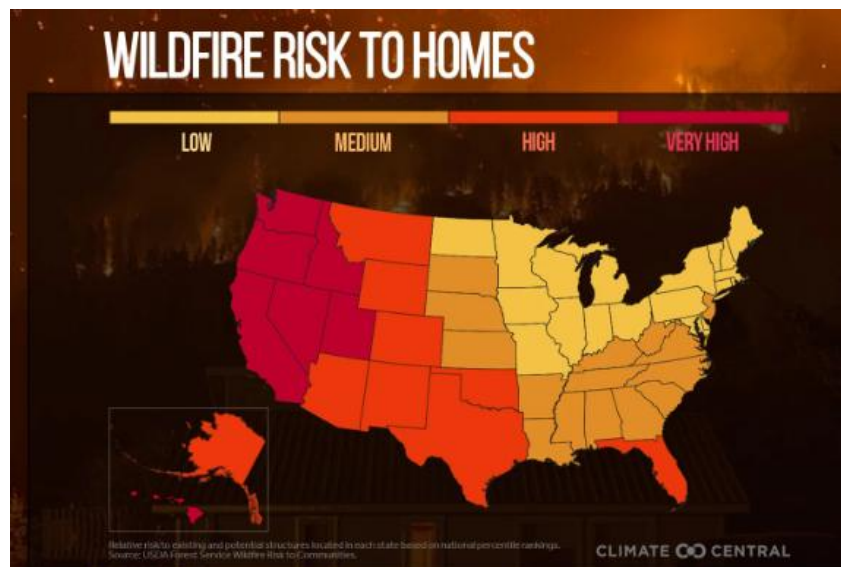 WILDFIRE RISK TO HOMES
LOW MEDIUM HIGH VERY HIGH
Relative risk to existing and potential structures located in each state based on national percentile rankings.
Source: USDA Forest Service Wildfire Risk to Communities.
CLIMATE CENTRAL